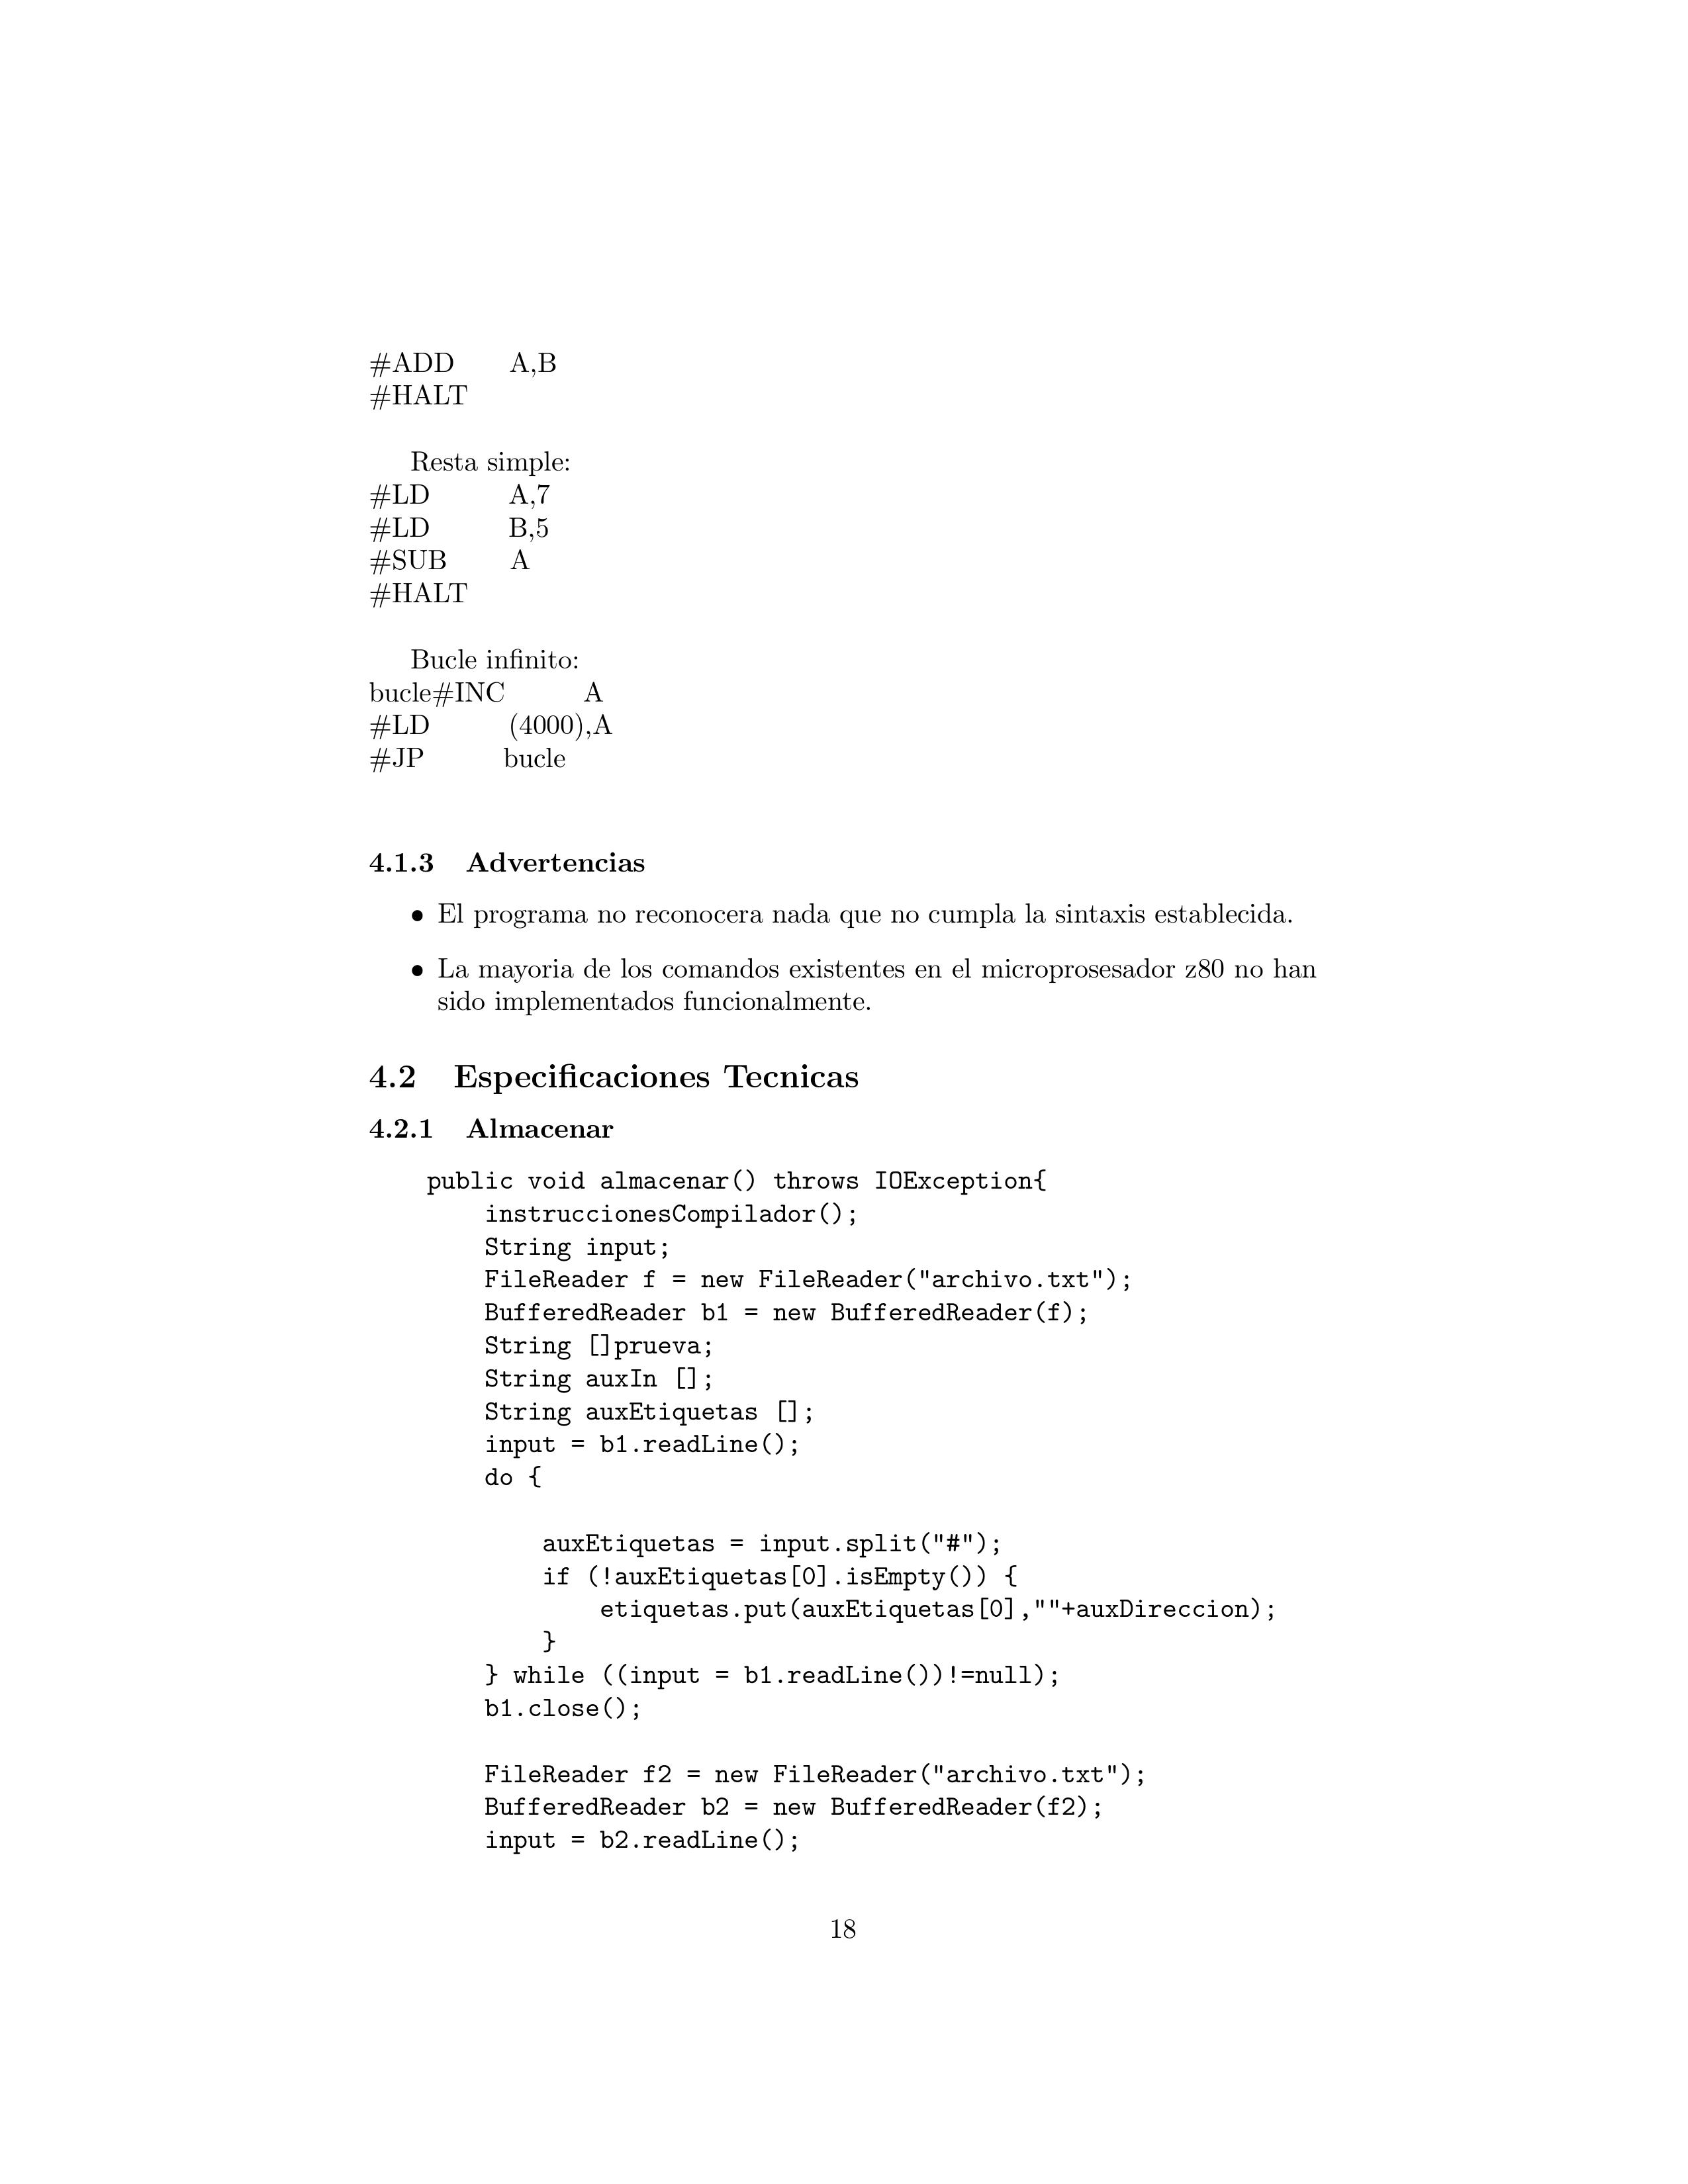 #ADD A,B
#HALT
Resta simple:
#LD A,7
#LD B,5
#SUB A
#HALT
Bucle infinito:
bucle#INC A
#LD (4000),A
#JP bucle
4.1.3 Advertencias
• El programa no reconocera nada que no cumpla la sintaxis establecida.
• La mayoria de los comandos existentes en el microprosesador z80 no han
sido implementados funcionalmente.
4.2 Especificaciones Tecnicas
4.2.1 Almacenar
public void almacenar() throws IOException{
instruccionesCompilador();
String input;
FileReader f = new FileReader("archivo.txt");
BufferedReader b1 = new BufferedReader(f);
String []prueva;
String auxIn [];
String auxEtiquetas [];
input = b1.readLine();
do {
auxEtiquetas = input.split("#");
if (!auxEtiquetas[0].isEmpty()) {
etiquetas.put(auxEtiquetas[0],""+auxDireccion);
}
} while ((input = b1.readLine())!=null);
b1.close();
FileReader f2 = new FileReader("archivo.txt");
BufferedReader b2 = new BufferedReader(f2);
input = b2.readLine();
18